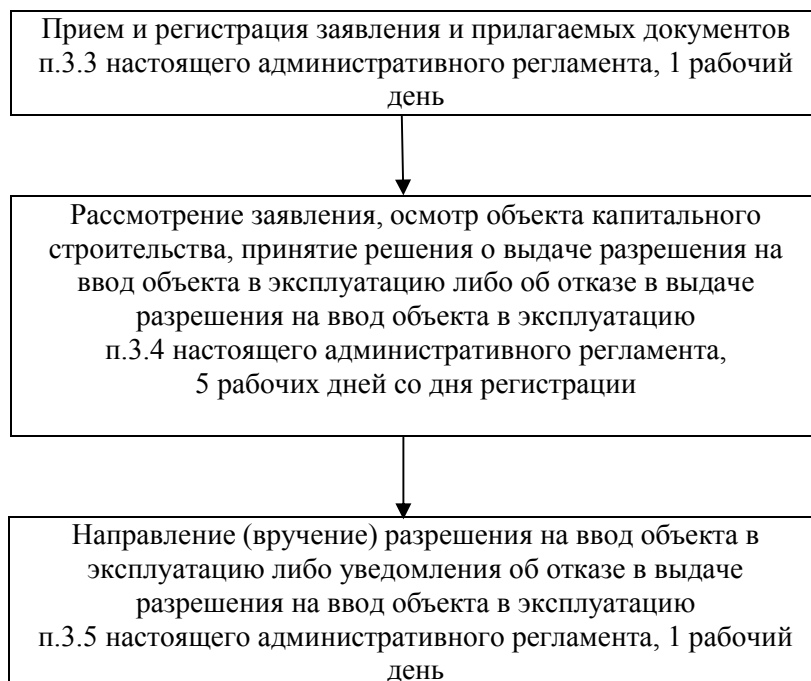 Прием и регистрация заявления и прилагаемых документов
п.3.3 настоящего административного регламента, 1 рабочий
день
Рассмотрение заявления, осмотр объекта капитального
строительства, принятие решения о выдаче разрешения на
ввод объекта в эксплуатацию либо об отказе в выдаче
разрешения на ввод объекта в эксплуатацию
п.3.4 настоящего административного регламента,
5 рабочих дней со дня регистрации
Направление (вручение) разрешения на ввод объекта в
эксплуатацию либо уведомления об отказе в выдаче
разрешения на ввод объекта в эксплуатацию
п.3.5 настоящего административного регламента, 1 рабочий
день